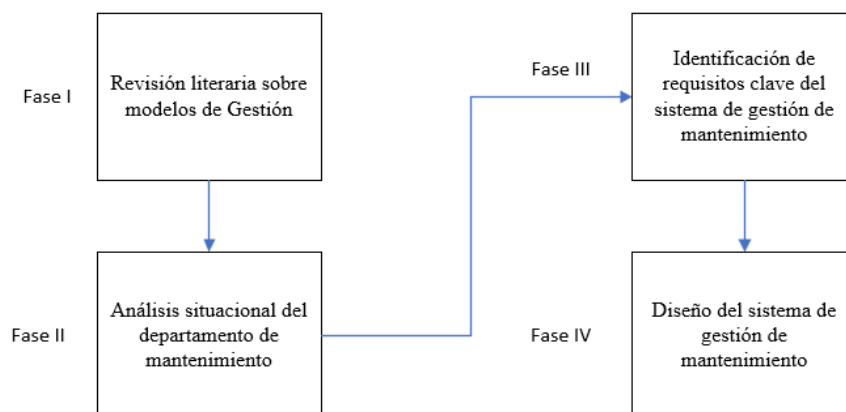 Fase I
Revisión literaria sobre
modelos de Gestión
Fase II
Análisis situacional del
departamento de
mantenimiento
Fase III
Identificación de
requisitos clave del
sistema de gestión de
mantenimiento
Fase IV
Diseño del sistema de
gestión de
mantenimiento